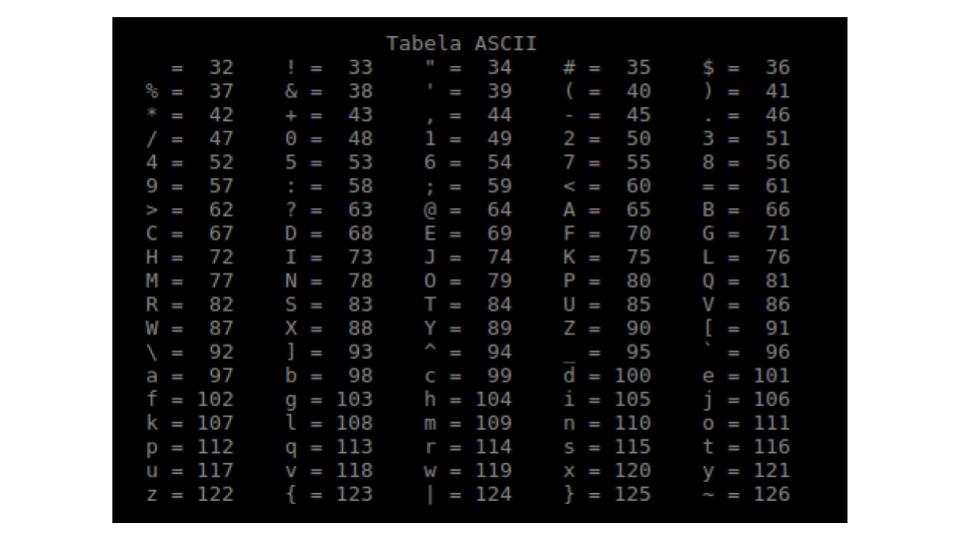 Tabela ASCII
= 32 ! = 33 " = 34 # = 35 $ = 36
% = 37 & = 38 ' = 39 ( = 40 ) = 41
* = 42 + = 43 , = 44 - = 45 . = 46
/ = 47 0 = 48 1 = 49 2 = 50 3 = 51
4 = 52 5 = 53 6 = 54 7 = 55 8 = 56
9 = 57 : = 58 ; = 59 < = 60 = = 61
> = 62 ? = 63 @ = 64 A = 65 B = 66
C = 67 D = 68 E = 69 F = 70 G = 71
H = 72 I = 73 J = 74 K = 75 L = 76
M = 77 N = 78 O = 79 P = 80 Q = 81
R = 82 S = 83 T = 84 U = 85 V = 86
W = 87 X = 88 Y = 89 Z = 90 [ = 91
\ = 92 ] = 93 ^ = 94 _ = 95 ` = 96
a = 97 b = 98 c = 99 d = 100 e = 101
f = 102 g = 103 h = 104 i = 105 j = 106
k = 107 l = 108 m = 109 n = 110 o = 111
p = 112 q = 113 r = 114 s = 115 t = 116
u = 117 v = 118 w = 119 x = 120 y = 121
z = 122 { = 123 | = 124 } = 125 ~ = 126